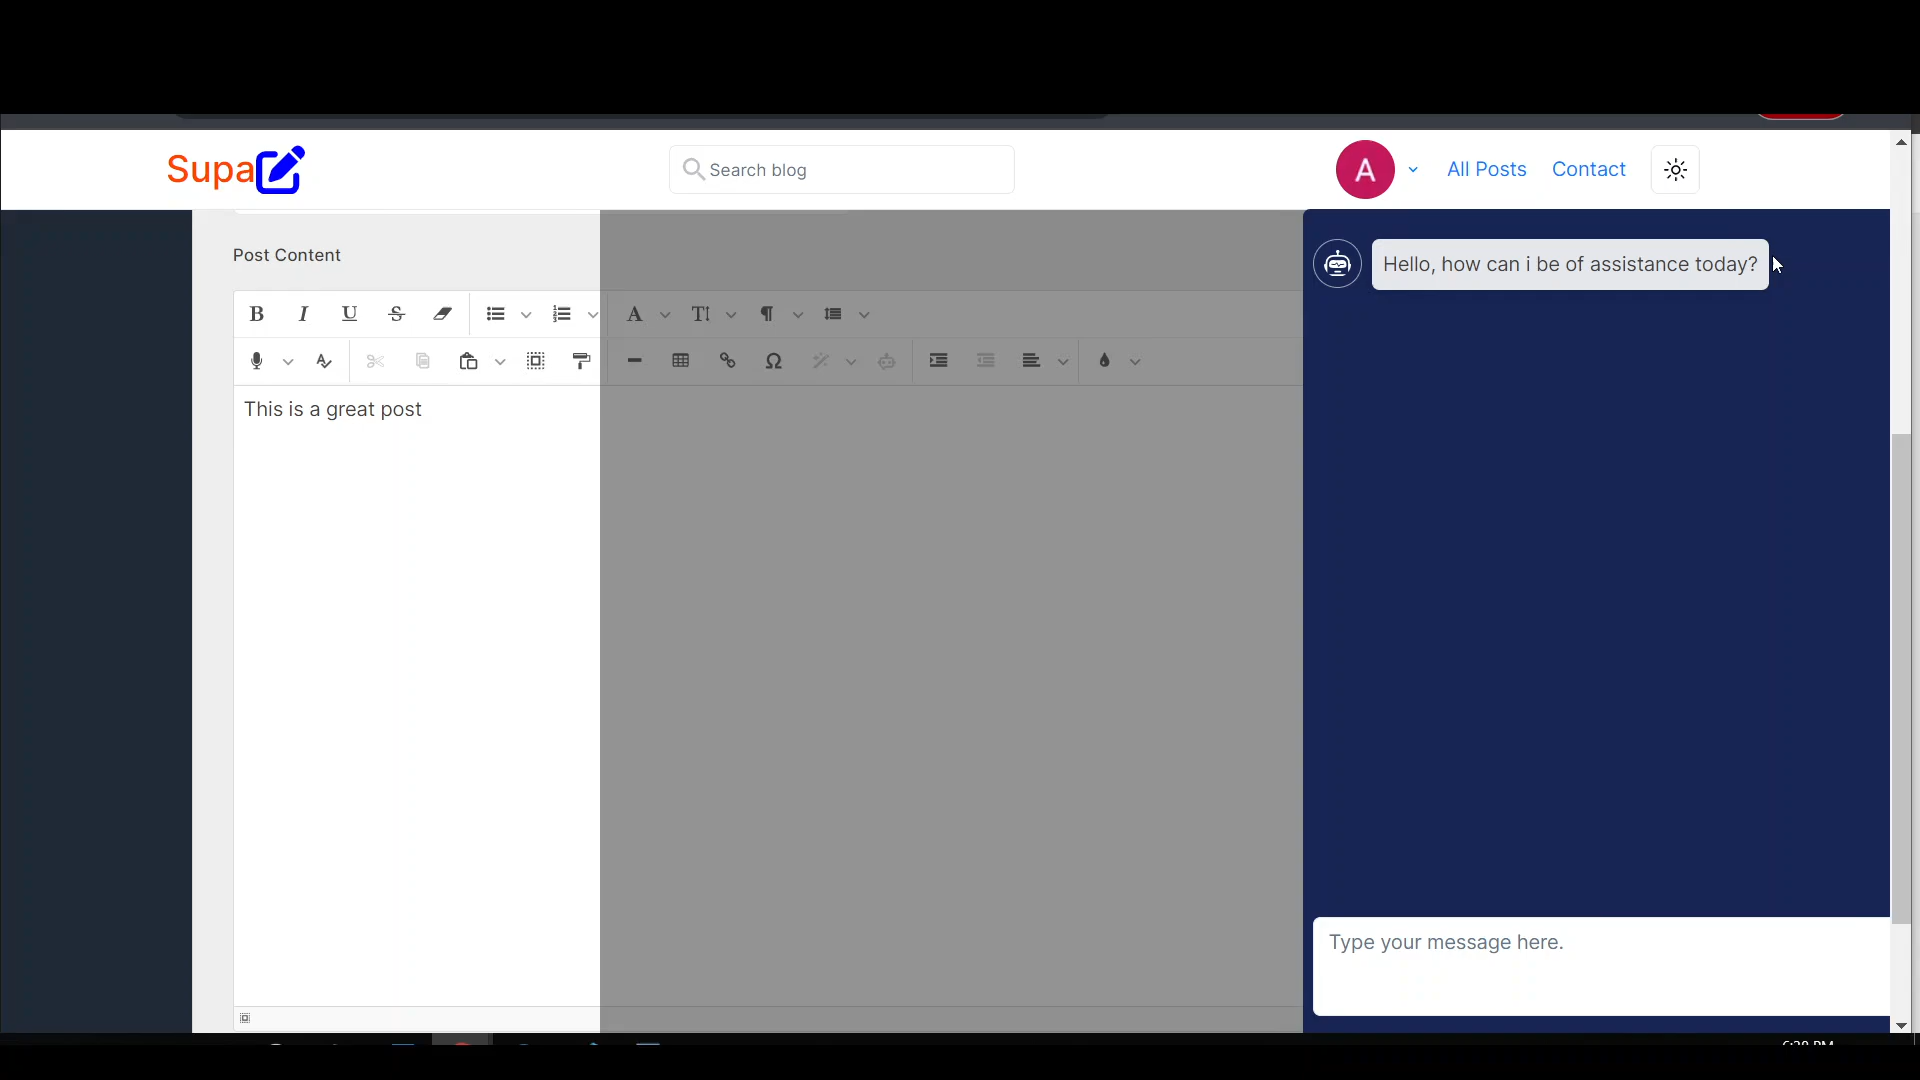 Supa
Search blog
A
All Posts
Contact
Post Content
Hello, how can i be of assistance today?
This is a great post
Type your message here.